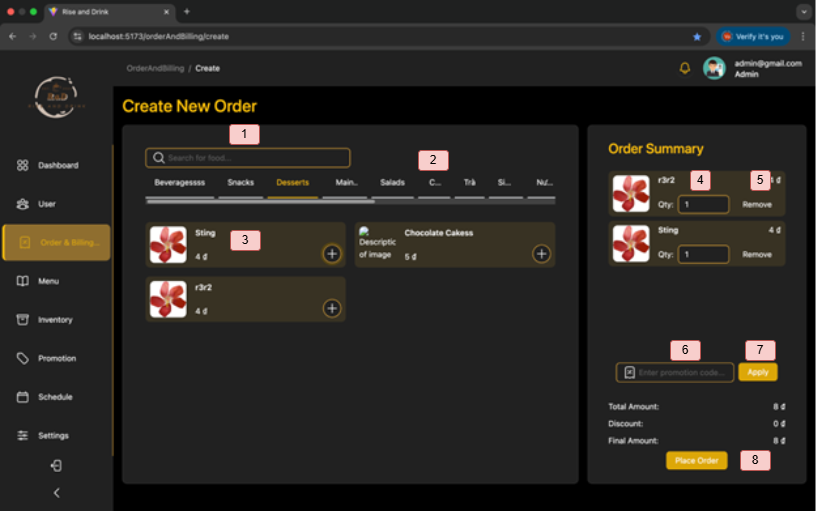 Rise and Drink
localhost:5173/orderAndBilling/create
Verify it's you
OrderAndBilling / Create
admin@gmail.com
Admin
R&D
RISE AND DRINK
Dashboard
User
Order & Billing...
Menu
Inventory
Promotion
Schedule
Settings
Create New Order
1
Search for food...
2
Beveragessss Snacks Desserts Main.. Salads C... Trà Si... Nư..
Sting
3
4 đ
Chocolate Cakess
Description of image
5 đ
r3r2
4 đ
Order Summary
r3r2 4 5 đ
Qty: 1 Remove
Sting 4 đ
Qty: 1 Remove
6 7
Enter promotion code... Apply
Total Amount: 8 đ
Discount: 0 đ
Final Amount: 8 đ
Place Order 8